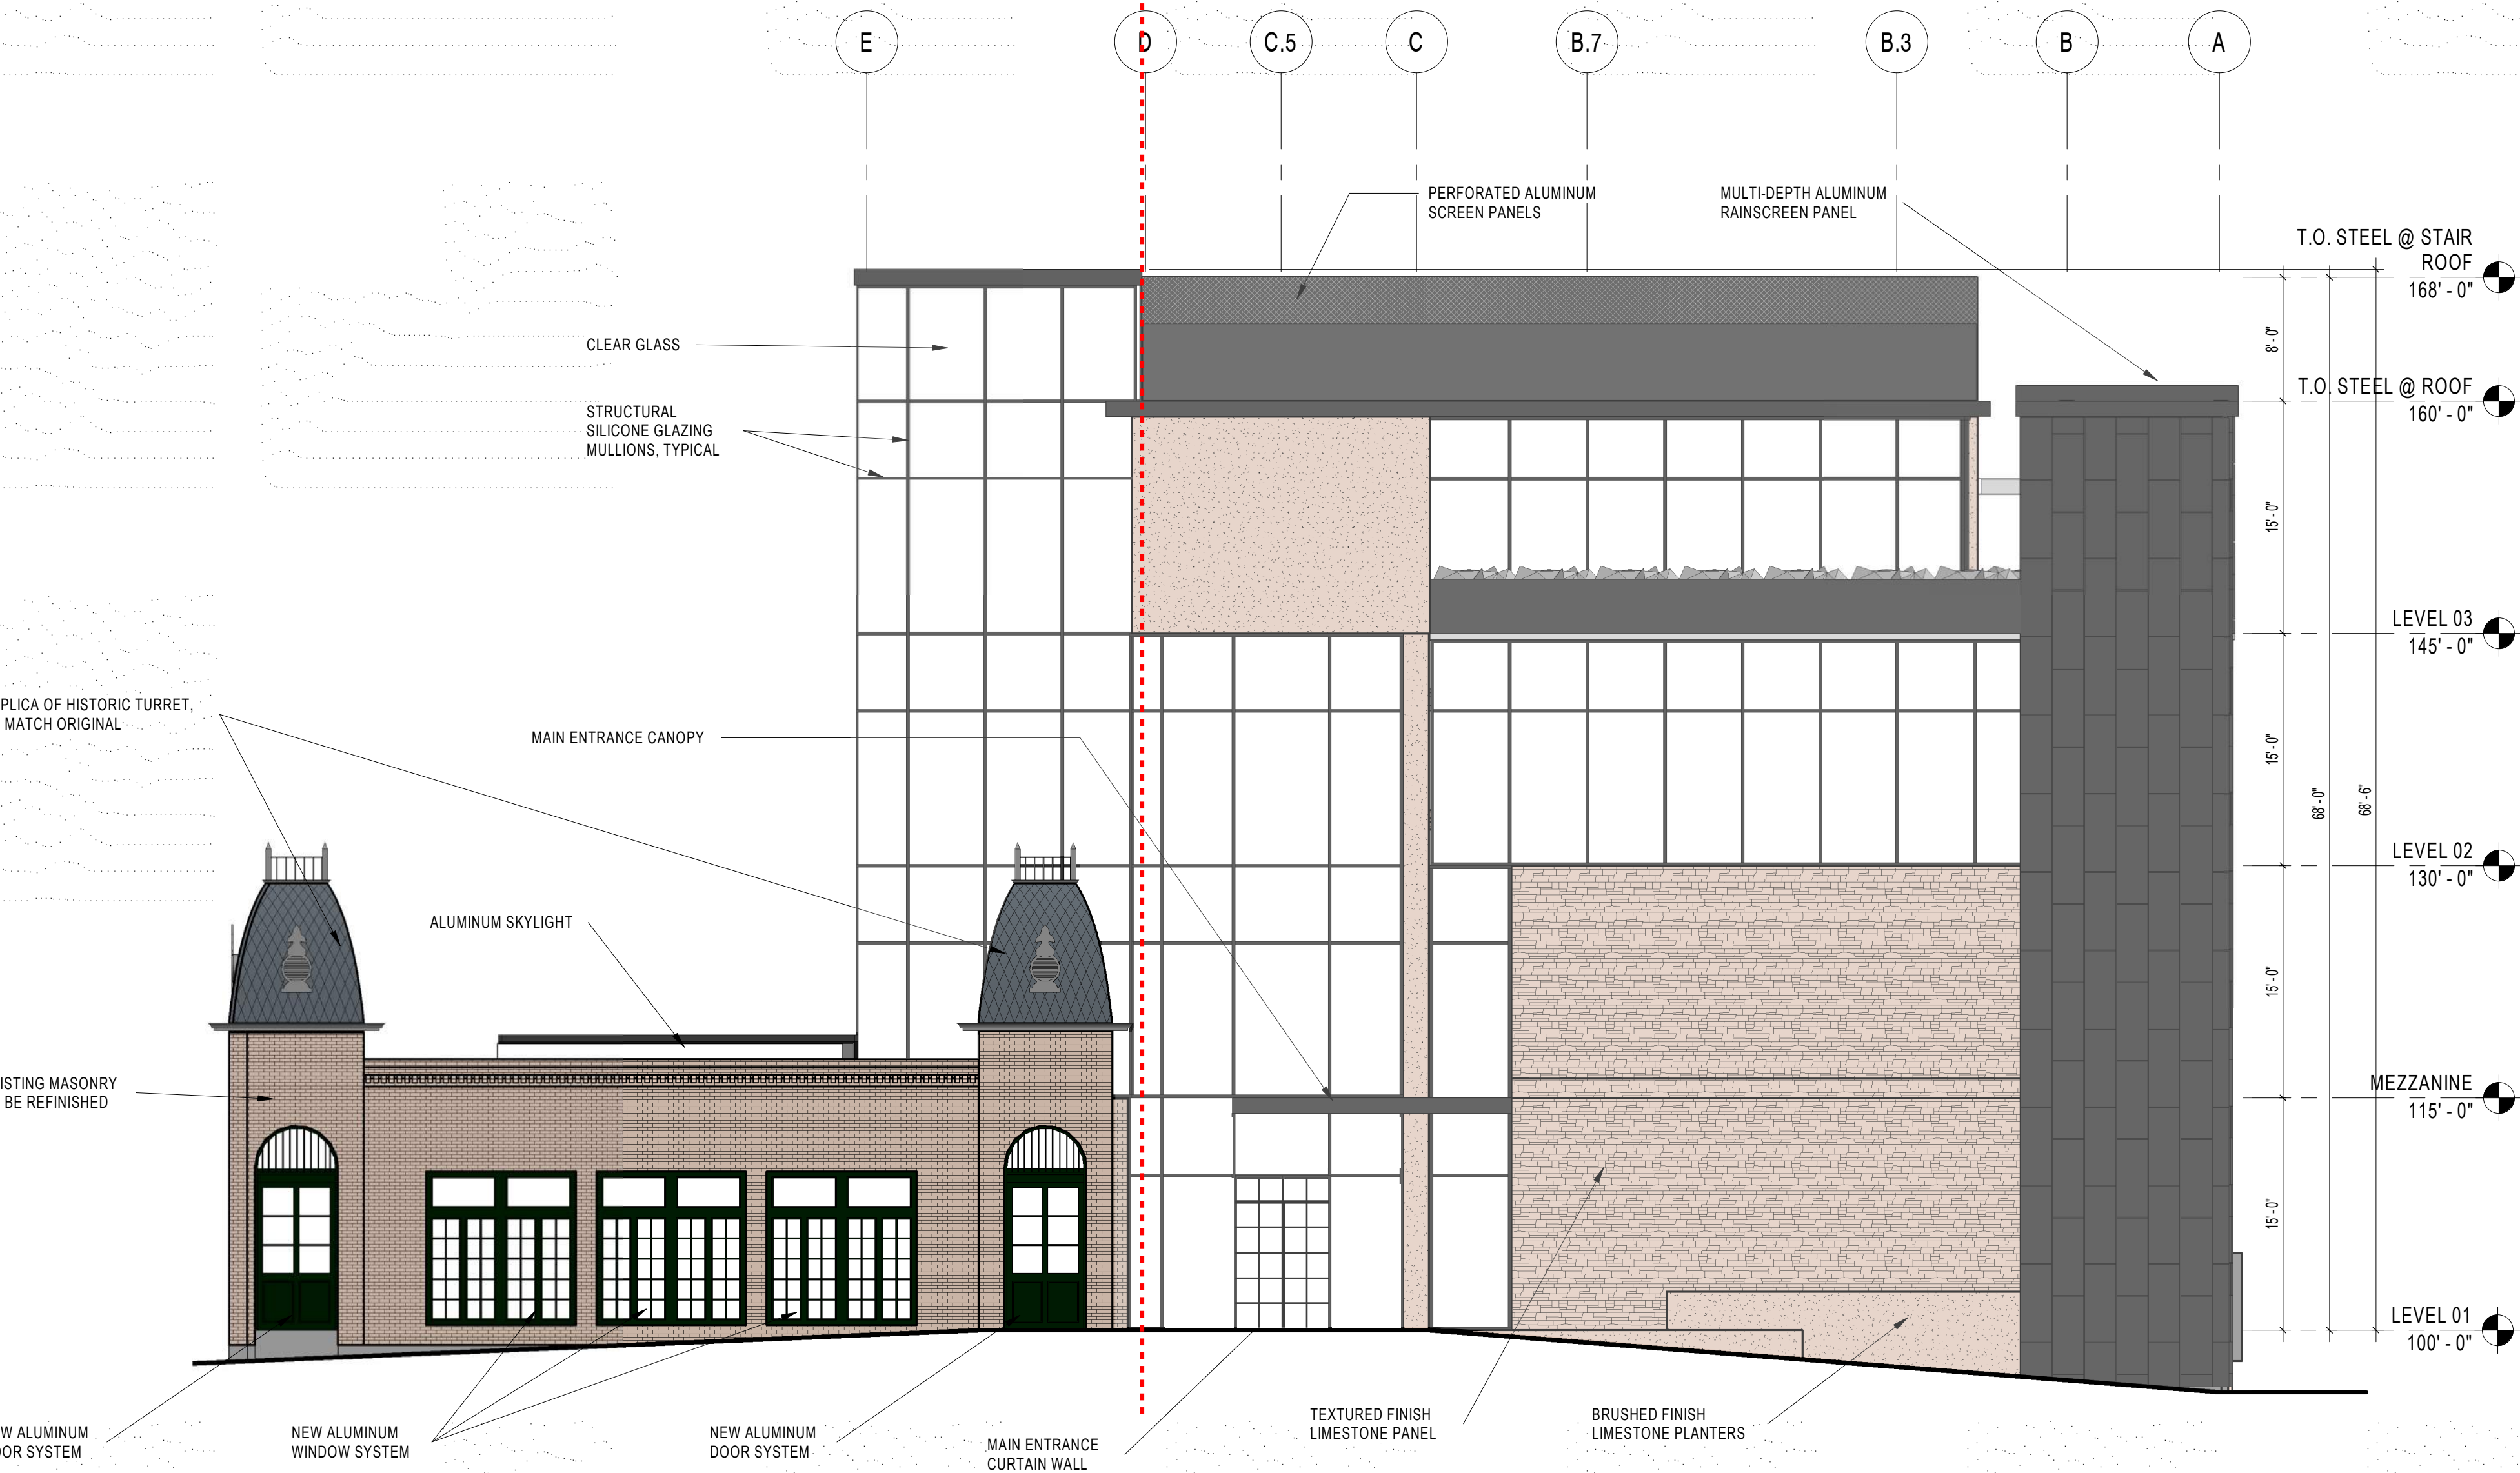 E
D
C.5
C
B.7
B.3
B
A
PERFORATED ALUMINUM
SCREEN PANELS
MULTI-DEPTH ALUMINUM
RAINSCREEN PANEL
T.O. STEEL @ STAIR
ROOF
168' - 0"
8' - 0"
CLEAR GLASS
T.O. STEEL @ ROOF
160' - 0"
STRUCTURAL
SILICONE GLAZING
MULLIONS, TYPICAL
15' - 0"
LEVEL 03
145' - 0"
PLICA OF HISTORIC TURRET,
MATCH ORIGINAL
MAIN ENTRANCE CANOPY
15' - 0"
68' - 0"
68' - 6"
LEVEL 02
130' - 0"
ALUMINUM SKYLIGHT
15' - 0"
ISTING MASONRY
BE REFINISHED
MEZZANINE
115' - 0"
15' - 0"
LEVEL 01
100' - 0"
W ALUMINUM
OOR SYSTEM
NEW ALUMINUM
WINDOW SYSTEM
NEW ALUMINUM
DOOR SYSTEM
MAIN ENTRANCE
CURTAIN WALL
TEXTURED FINISH
LIMESTONE PANEL
BRUSHED FINISH
LIMESTONE PLANTERS